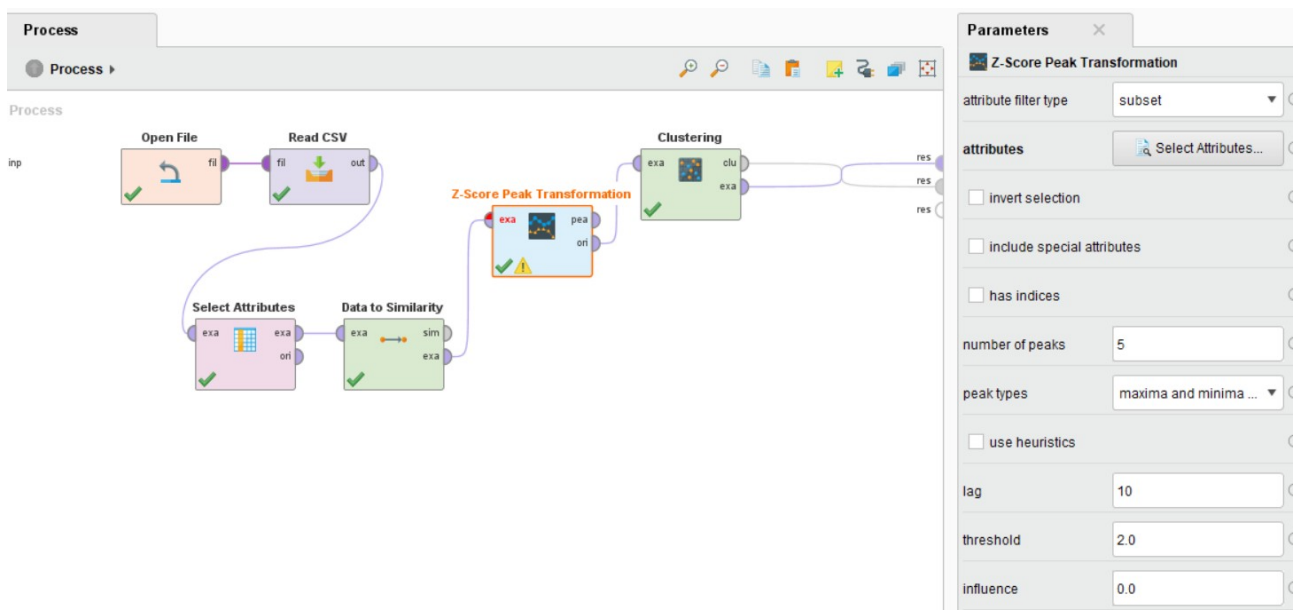 Process
Process
Process
inp
Open File
fil
Read CSV
fil
out
Z-Score Peak Transformation
exa
pea
ori
Clustering
exa
clu
exa
res
res
res
Select Attributes
exa
exa
ori
Data to Similarity
exa
sim
exa
Parameters
Z-Score Peak Transformation
attribute filter type
subset
attributes
Select Attributes...
invert selection
include special attributes
has indices
number of peaks
5
peak types
maxima and minima ...
use heuristics
lag
10
threshold
2.0
influence
0.0